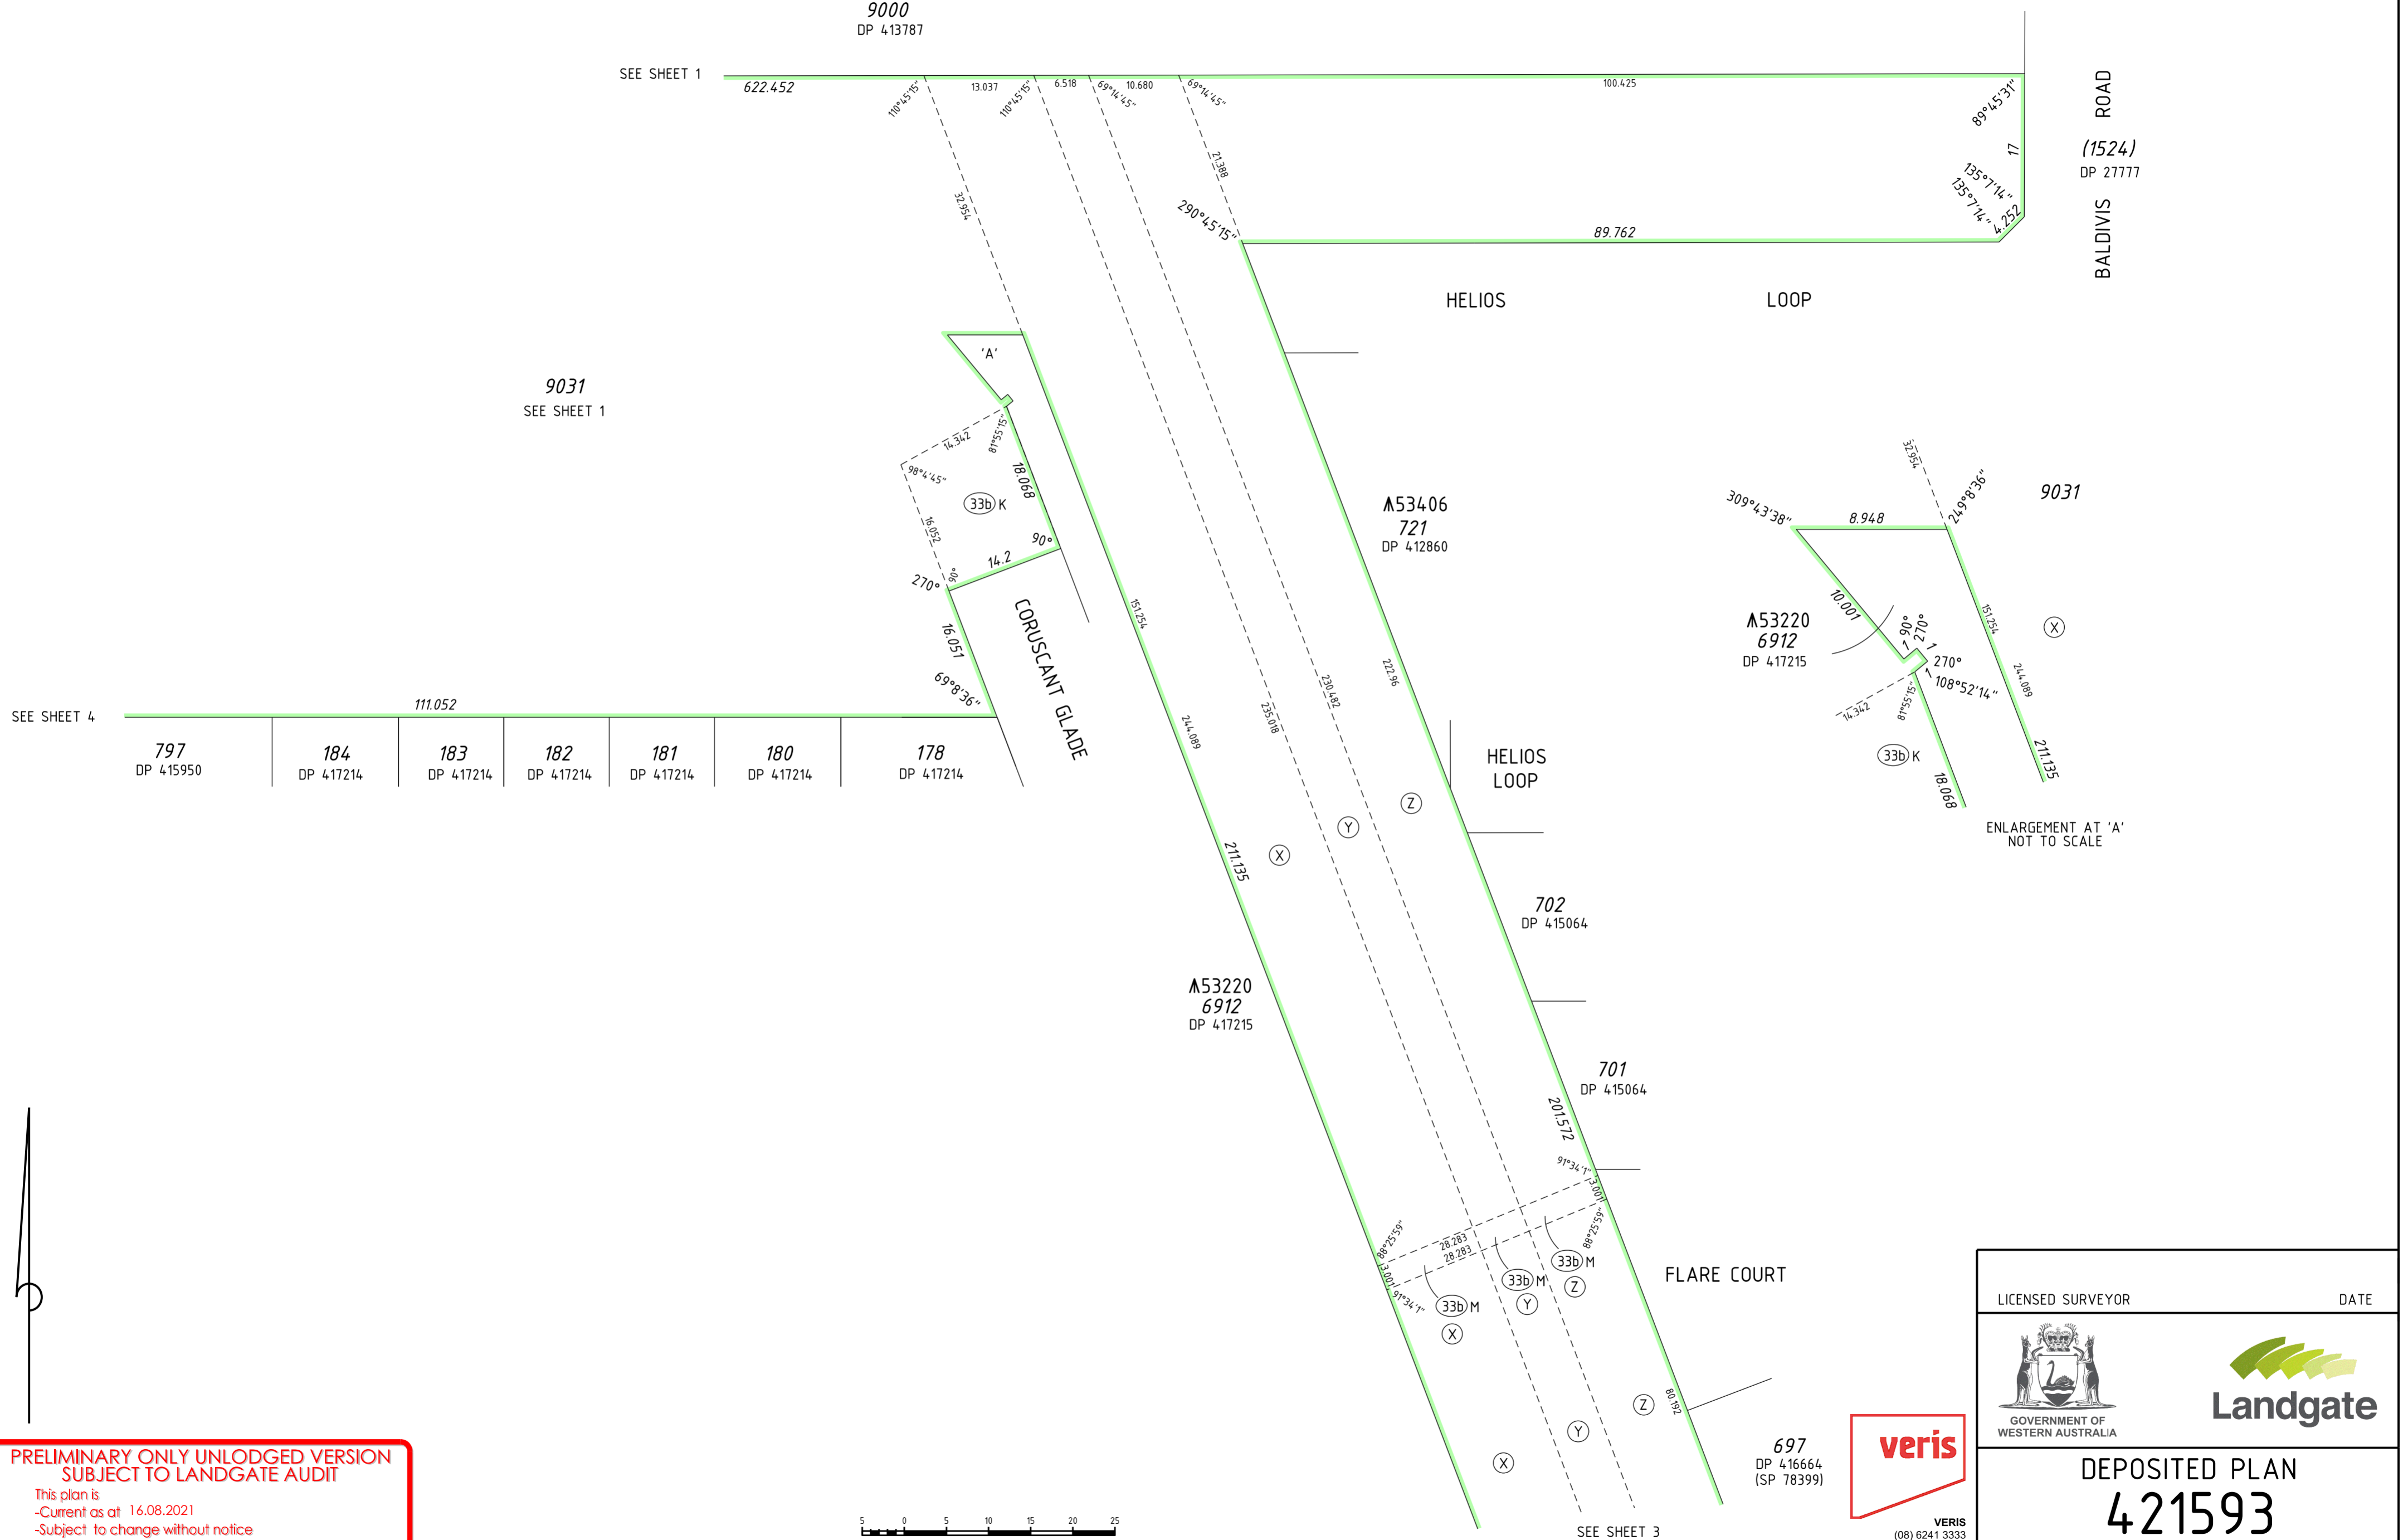 9000
DP 413787
SEE SHEET 1
622.452
110°45'15"
13.037
110°45'15"
6.518
69°14'45"
10.680
69°14'45"
100.425
89°45'31"
17
135°7'14"
135°7'14"
4.252
BALDIVIS ROAD
(1524)
DP 27777
32.954
21.388
290°45'15"
89.762
HELIOS LOOP
'A'
9031
SEE SHEET 1
14.342
81°55'15"
18.068
98°4'45"
33b K
16.052
90°
14.2
270°
90°
16.051
69°8'36"
CORUSCANT GLADE
151.254
244.089
211.135
235.018
230.482
222.96
53406
721
DP 412860
32.954
309°43'38"
8.948
249°8'36"
9031
10.001
53220
6912
DP 417215
90°
270°
1
270°
1
108°52'14"
151.254
X
244.089
14.342
81°55'15"
33b K
18.068
211.135
ENLARGEMENT AT 'A'
NOT TO SCALE
SEE SHEET 4
111.052
797
DP 415950
184
DP 417214
183
DP 417214
182
DP 417214
181
DP 417214
180
DP 417214
178
DP 417214
HELIOS
LOOP
Z
Y
X
702
DP 415064
53220
6912
DP 417215
701
DP 415064
201.572
91°34'1"
3.001
88°25'59"
88°25'59"
28.283
28.283
3.001
91°34'1"
33b M
Z
33b M
Y
33b M
X
FLARE COURT
80.192
Z
Y
X
697
DP 416664
(SP 78399)
SEE SHEET 3
5 0 5 10 15 20 25
PRELIMINARY ONLY UNLODGED VERSION
SUBJECT TO LANDGATE AUDIT
This plan is
-Current as at 16.08.2021
-Subject to change without notice
veris
VERIS
(08) 6241 3333
LICENSED SURVEYOR DATE
GOVERNMENT OF
WESTERN AUSTRALIA
Landgate
DEPOSITED PLAN
421593